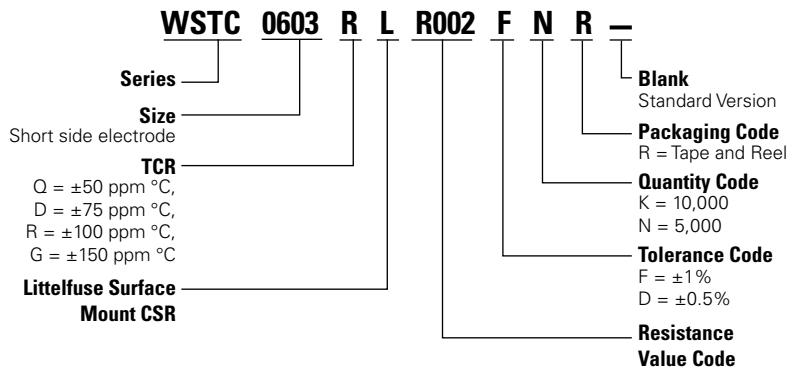 WSTC 0603 R L R002 F N R –
Series
Size
Short side electrode
TCR
Q = ±50 ppm °C,
D = ±75 ppm °C,
R = ±100 ppm °C,
G = ±150 ppm °C
Littelfuse Surface
Mount CSR
Blank
Standard Version
Packaging Code
R = Tape and Reel
Quantity Code
K = 10,000
N = 5,000
Tolerance Code
F = ±1%
D = ±0.5%
Resistance
Value Code